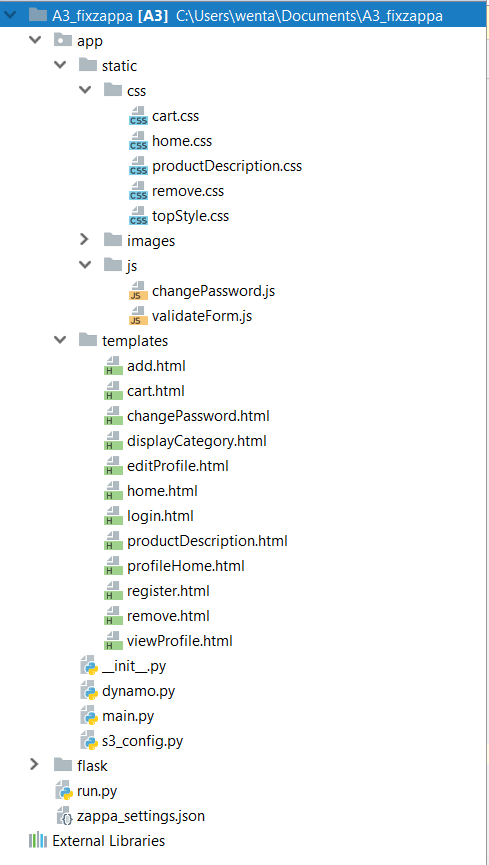 A3_fixzappa [A3] C:\Users\wenta\Documents\A3_fixzappa
app
static
css
cart.css
home.css
productDescription.css
remove.css
topStyle.css
images
js
changePassword.js
validateForm.js
templates
add.html
cart.html
changePassword.html
displayCategory.html
editProfile.html
home.html
login.html
productDescription.html
profileHome.html
register.html
remove.html
viewProfile.html
__init__.py
dynamo.py
main.py
s3_config.py
flask
run.py
zappa_settings.json
External Libraries